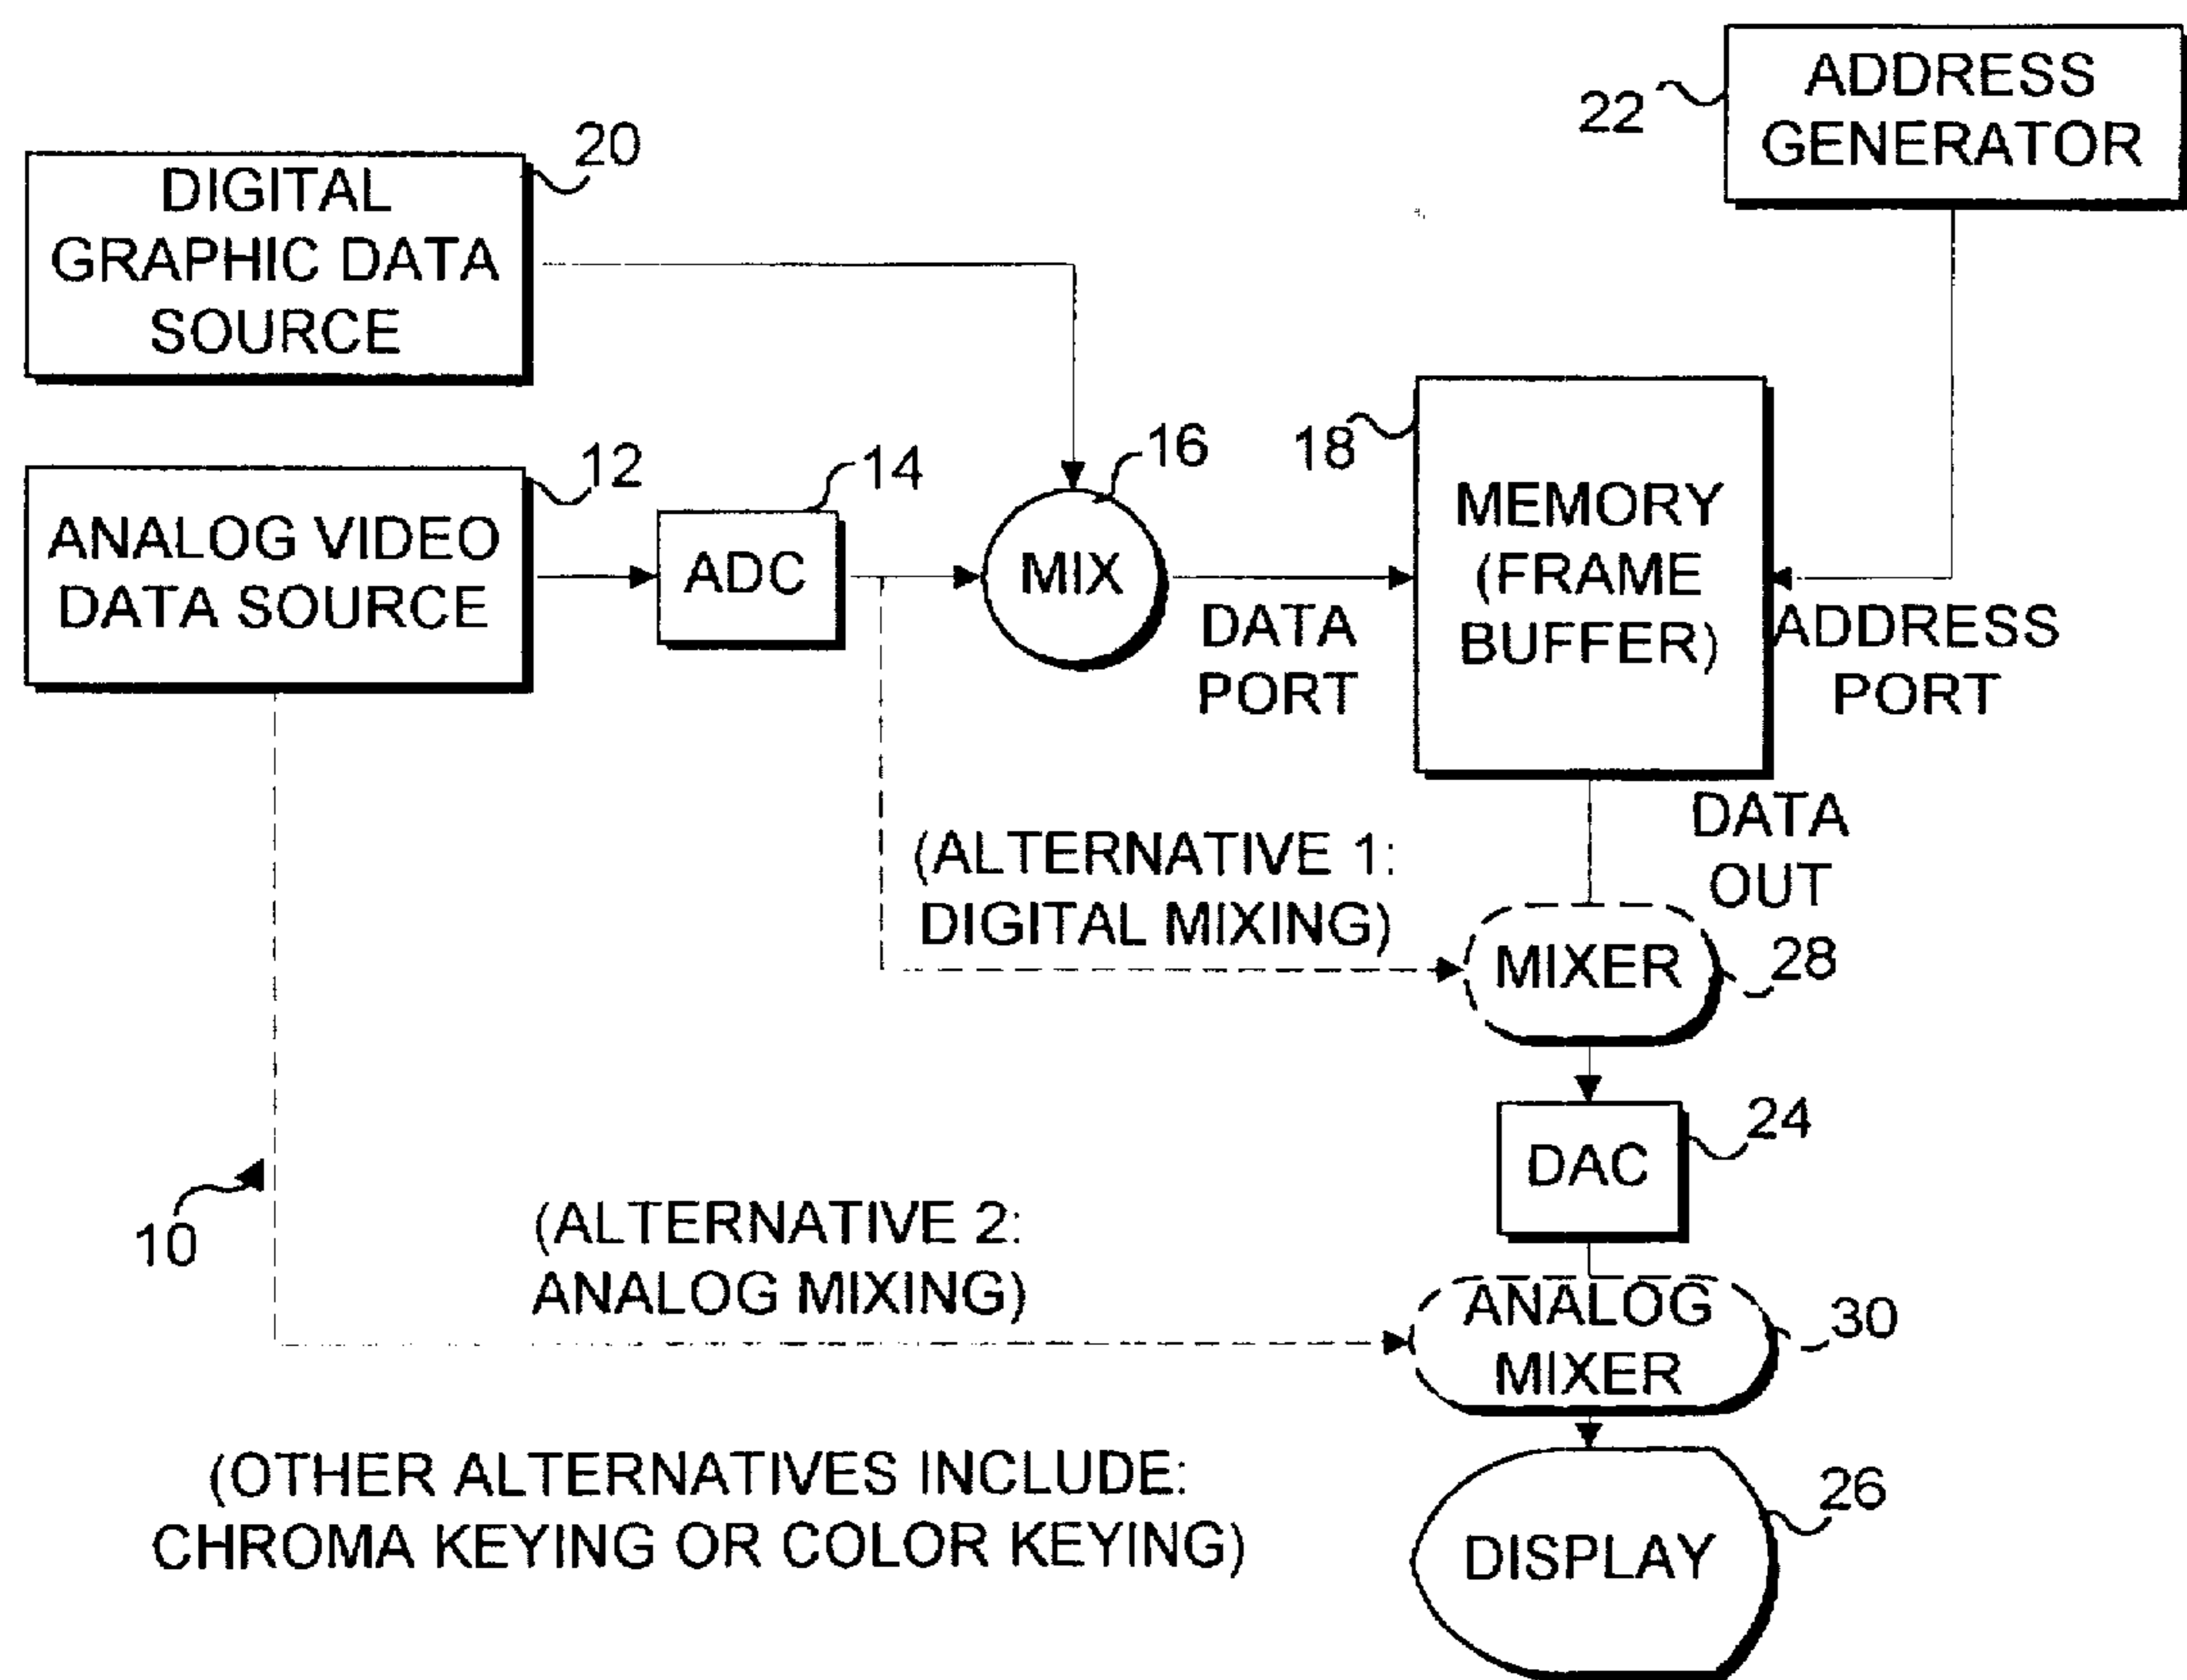 ADDRESS
GENERATOR
22
20
DIGITAL
GRAPHIC DATA
SOURCE
12
ANALOG VIDEO
DATA SOURCE
14
ADC
16
MIX
DATA
PORT
18
MEMORY
(FRAME
BUFFER)
ADDRESS
PORT
DATA
OUT
(ALTERNATIVE 1:
DIGITAL MIXING)
MIXER
28
24
DAC
10
(ALTERNATIVE 2:
ANALOG MIXING)
ANALOG
MIXER
30
(OTHER ALTERNATIVES INCLUDE:
CHROMA KEYING OR COLOR KEYING)
26
DISPLAY